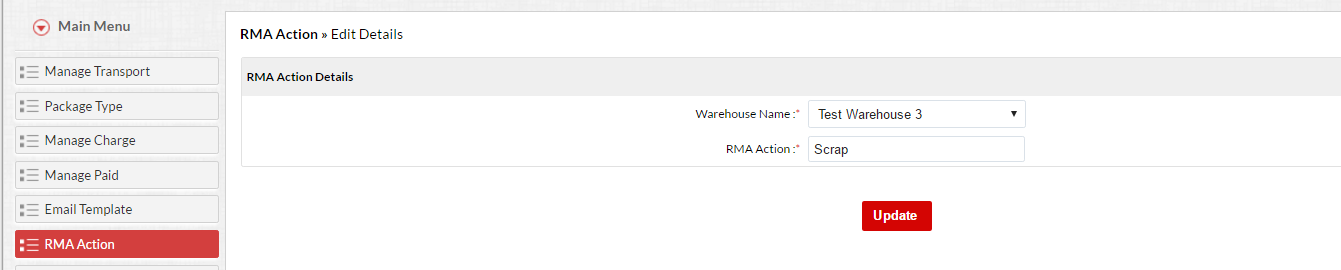 Main Menu
Manage Transport
Package Type
Manage Charge
Manage Paid
Email Template
RMA Action
RMA Action » Edit Details
RMA Action Details
Warehouse Name :* Test Warehouse 3
RMA Action :* Scrap
Update